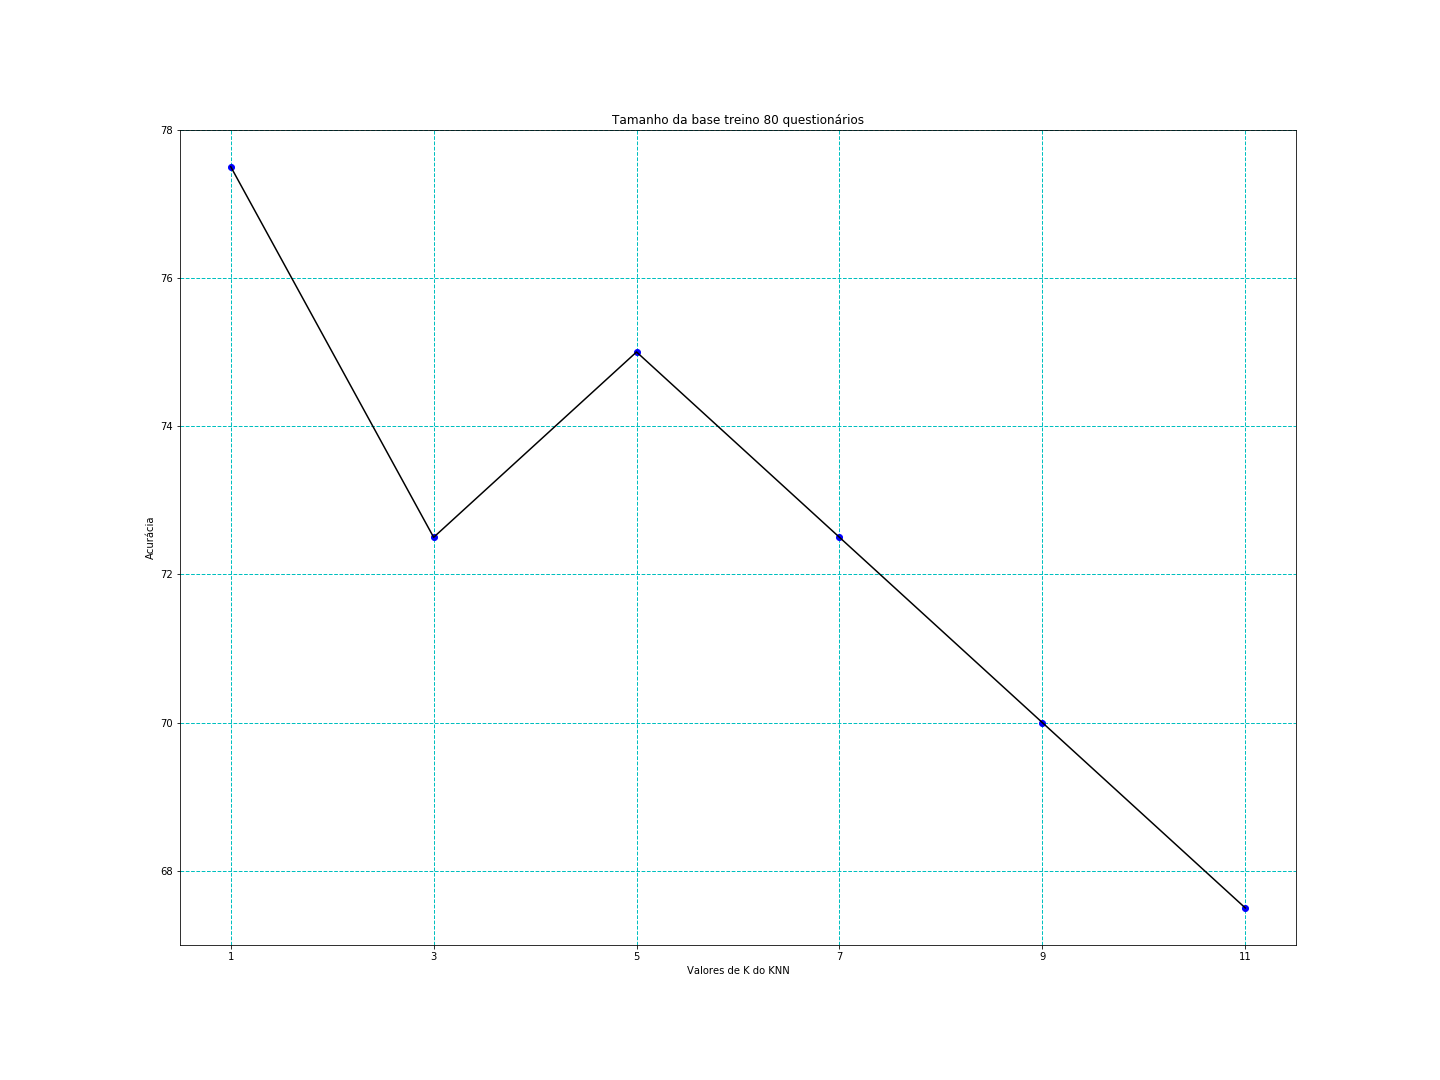 Tamanho da base treino 80 questionários
78
76
74
72
70
68
Acurácia
1 3 5 7 9 11
Valores de K do KNN